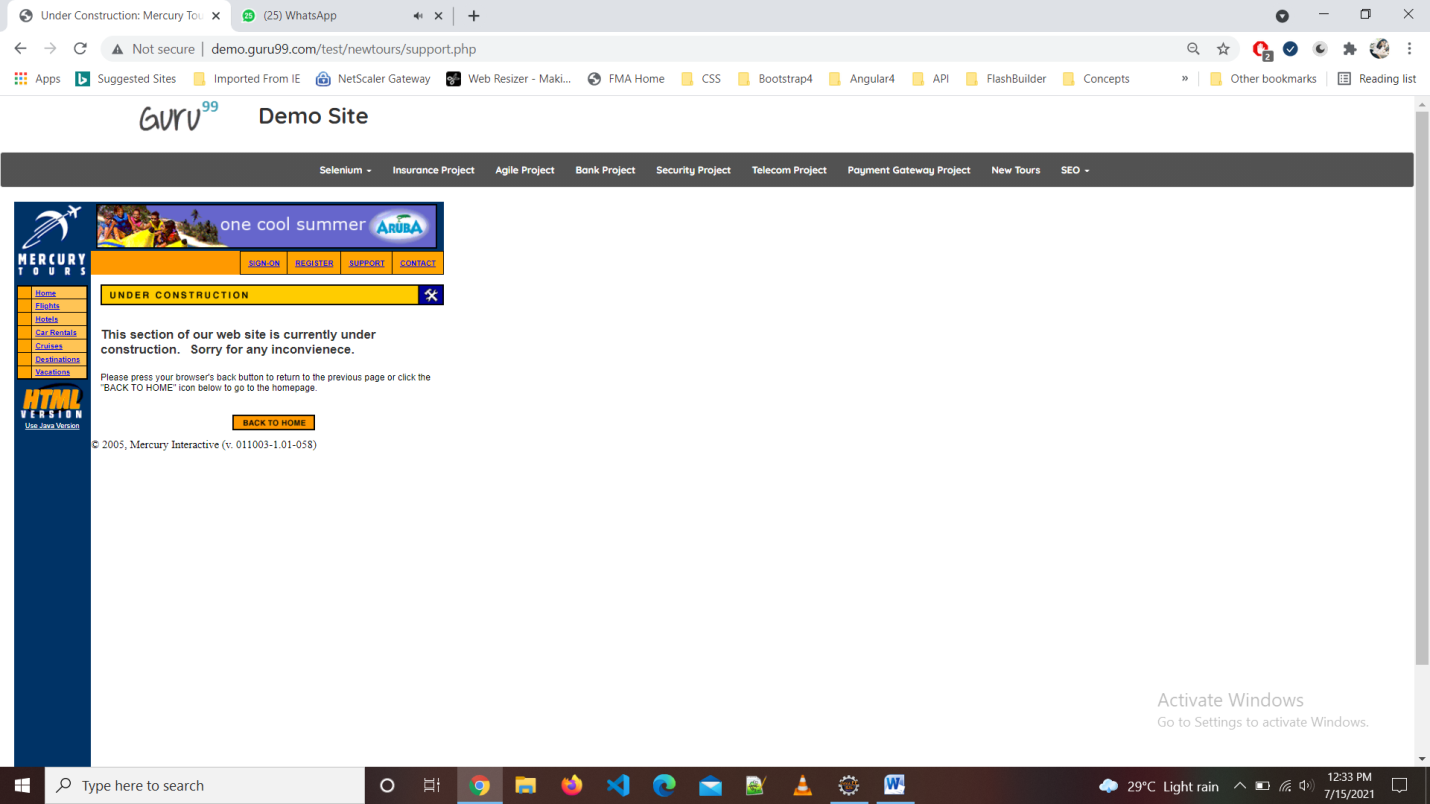 Under Construction: Mercury Tou
25
(25) WhatsApp
Not secure
demo.guru99.com/test/newtours/support.php
2
Apps
Suggested Sites
Imported From IE
NetScaler Gateway
Web Resizer - Maki...
FMA Home
CSS
Bootstrap4
Angular4
API
FlashBuilder
Concepts
»
Other bookmarks
Reading list
Guru99
Demo Site
Selenium
Insurance Project
Agile Project
Bank Project
Security Project
Telecom Project
Payment Gateway Project
New Tours
SEO
MERCURY
TOURS
one cool summer
ARUBA
SIGN-ON
REGISTER
SUPPORT
CONTACT
Home
Flights
Hotels
Car Rentals
Cruises
Destinations
Vacations
HTML
VERSION
Use Java Version
UNDER CONSTRUCTION
This section of our web site is currently under
construction. Sorry for any inconvienece.
Please press your browser's back button to return to the previous page or click the
"BACK TO HOME" icon below to go to the homepage.
BACK TO HOME
© 2005, Mercury Interactive (v. 011003-1.01-058)
Activate Windows
Go to Settings to activate Windows.
Type here to search
29°C Light rain
12:33 PM
7/15/2021